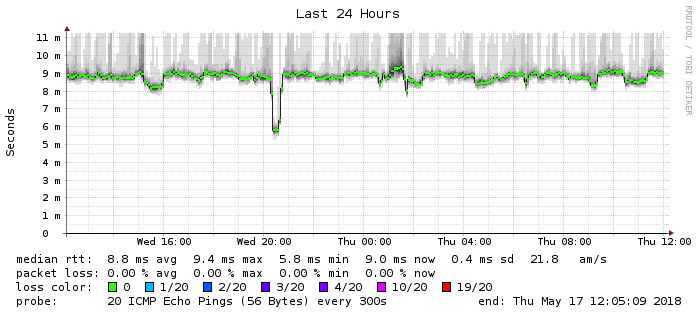 Last 24 Hours
RRDTOOL / TOBI OETIKER
Seconds
11 m
10 m
9 m
8 m
7 m
6 m
5 m
4 m
3 m
2 m
1 m
0
Wed 16:00 Wed 20:00 Thu 00:00 Thu 04:00 Thu 08:00 Thu 12:00
median rtt: 8.8 ms avg 9.4 ms max 5.8 ms min 9.0 ms now 0.4 ms sd 21.8 am/s
packet loss: 0.00 % avg 0.00 % max 0.00 % min 0.00 % now
loss color: 0 1/20 2/20 3/20 4/20 10/20 19/20
probe: 20 ICMP Echo Pings (56 Bytes) every 300s end: Thu May 17 12:05:09 2018